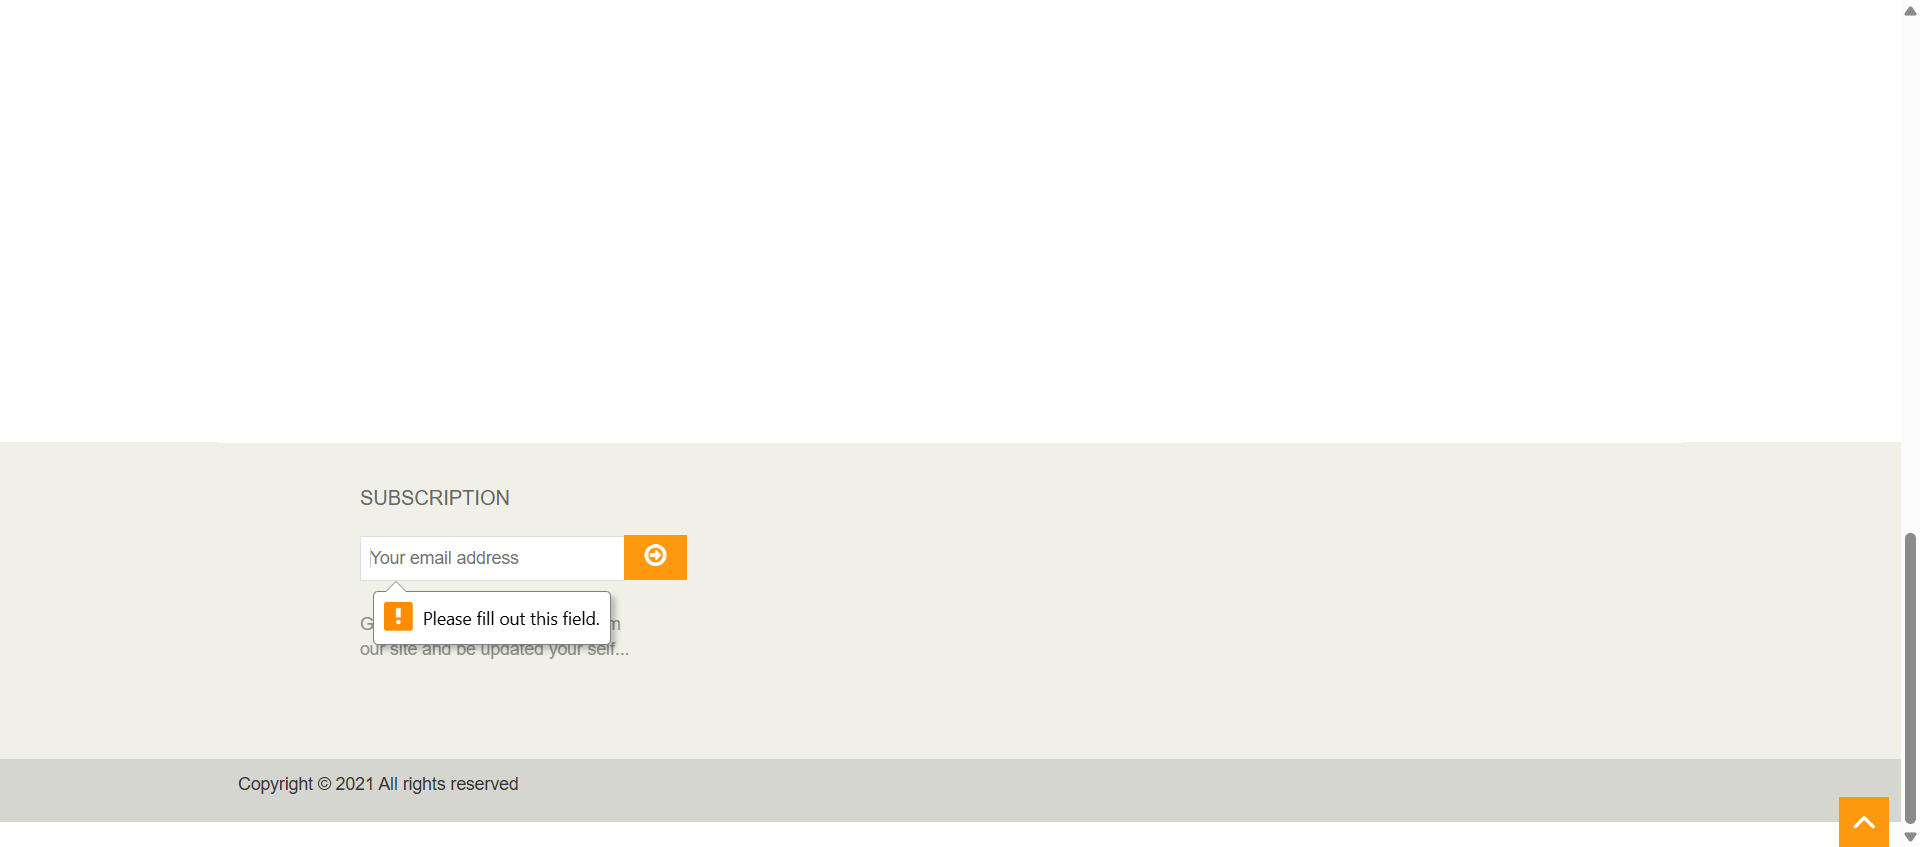 SUBSCRIPTION
Your email address
Please fill out this field.
our site and be updated your self...
Copyright © 2021 All rights reserved